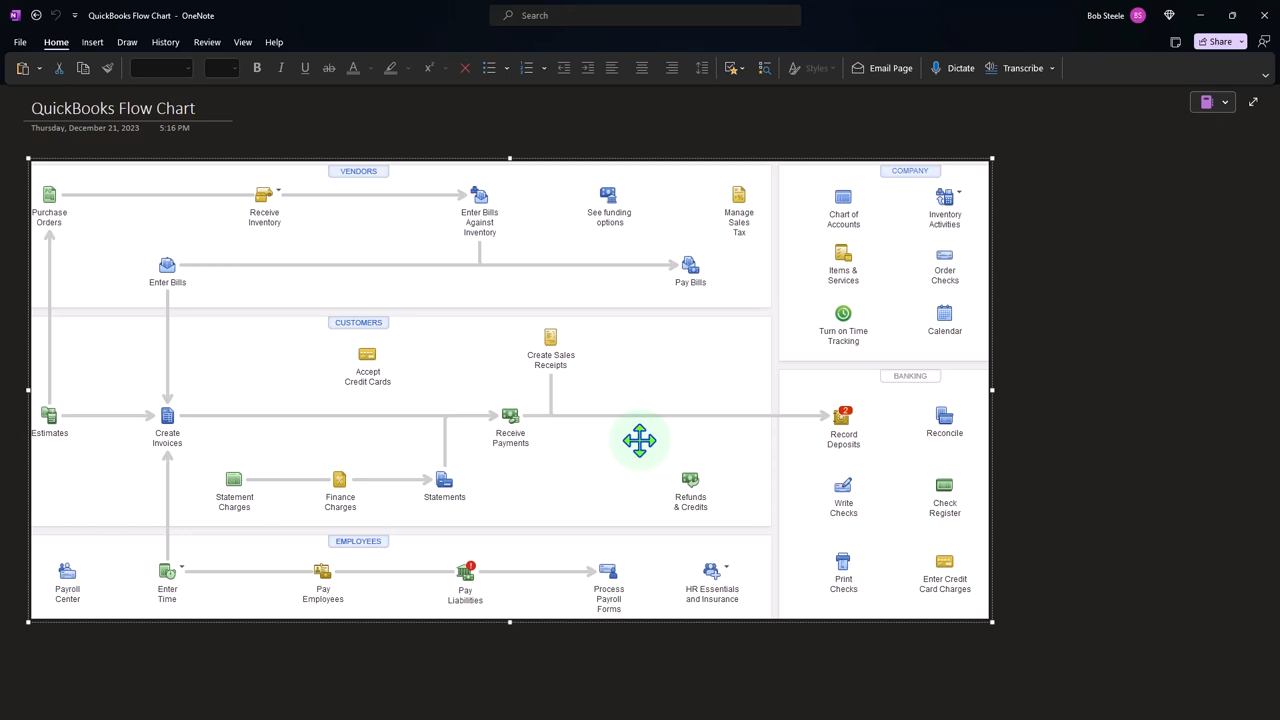 QuickBooks Flow Chart - OneNote
Search
Bob Steele
BS
File
Home
Insert
Draw
History
Review
View
Help
Share
B
I
U
ab
A
x
Styles
Email Page
Dictate
Transcribe
QuickBooks Flow Chart
Thursday, December 21, 2023
5:16 PM
VENDORS
Purchase
Orders
Receive
Inventory
Enter Bills
Against
Inventory
See funding
options
Manage
Sales
Tax
Enter Bills
Pay Bills
CUSTOMERS
Create Sales
Receipts
Accept
Credit Cards
Estimates
Create
Invoices
Receive
Payments
Statement
Charges
Finance
Charges
Statements
Refunds
& Credits
EMPLOYEES
Payroll
Center
Enter
Time
Pay
Employees
!
Pay
Liabilities
Process
Payroll
Forms
HR Essentials
and Insurance
COMPANY
Chart of
Accounts
Inventory
Activities
Items &
Services
Order
Checks
Turn on Time
Tracking
Calendar
BANKING
2
Record
Deposits
Reconcile
Write
Checks
Check
Register
Print
Checks
Enter Credit
Card Charges